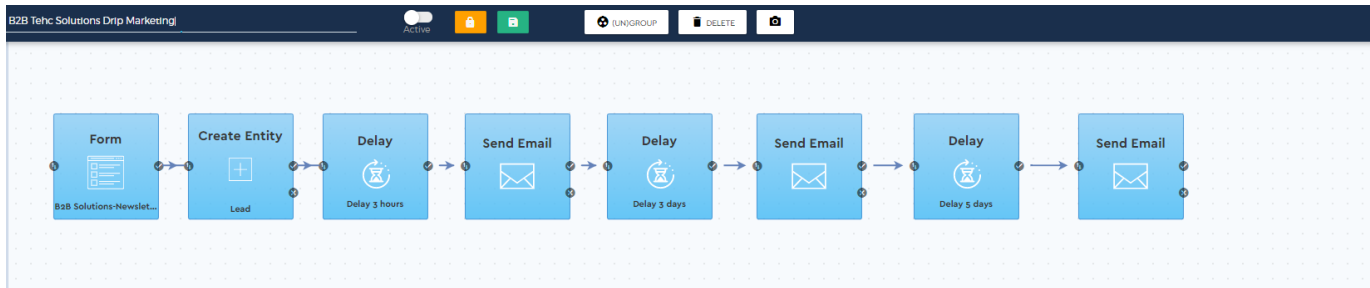 B2B Tehc Solutions Drip Marketing
Active
(UN)GROUP
DELETE
Form
B2B Solutions-Newslet...
Create Entity
Lead
Delay
Delay 3 hours
Send Email
Delay
Delay 3 days
Send Email
Delay
Delay 5 days
Send Email